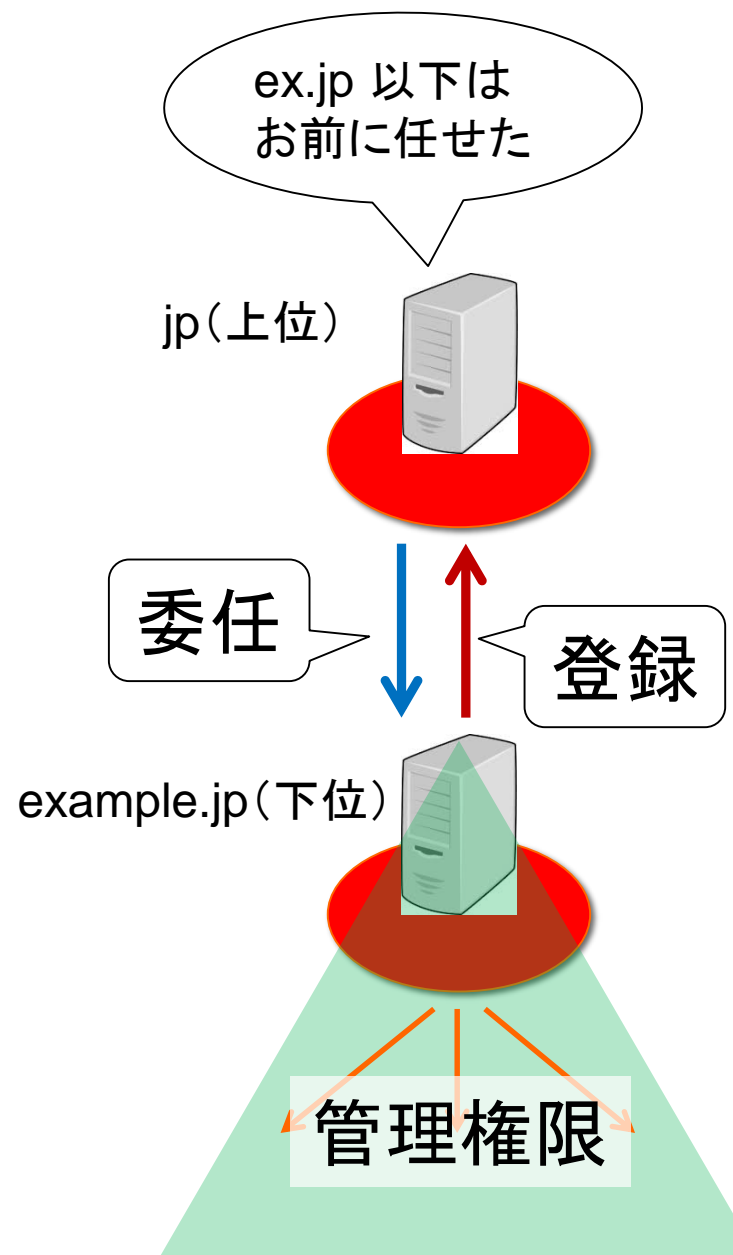 ex.jp 以下は
お前に任せた
jp（上位）
委任
登録
example.jp（下位）
管理権限